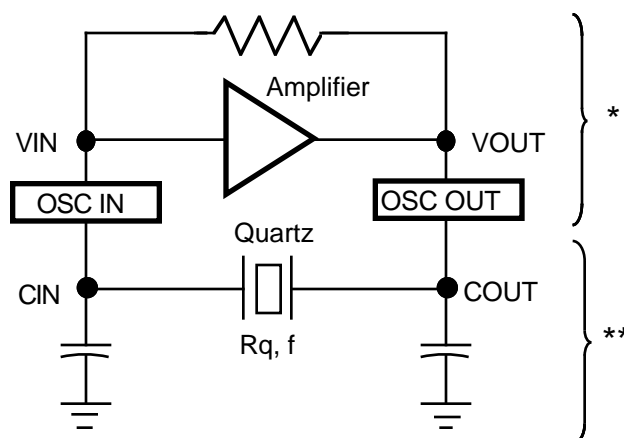 Amplifier
*
VIN
VOUT
OSC IN
OSC OUT
Quartz
CIN
COUT
**
Rq, f